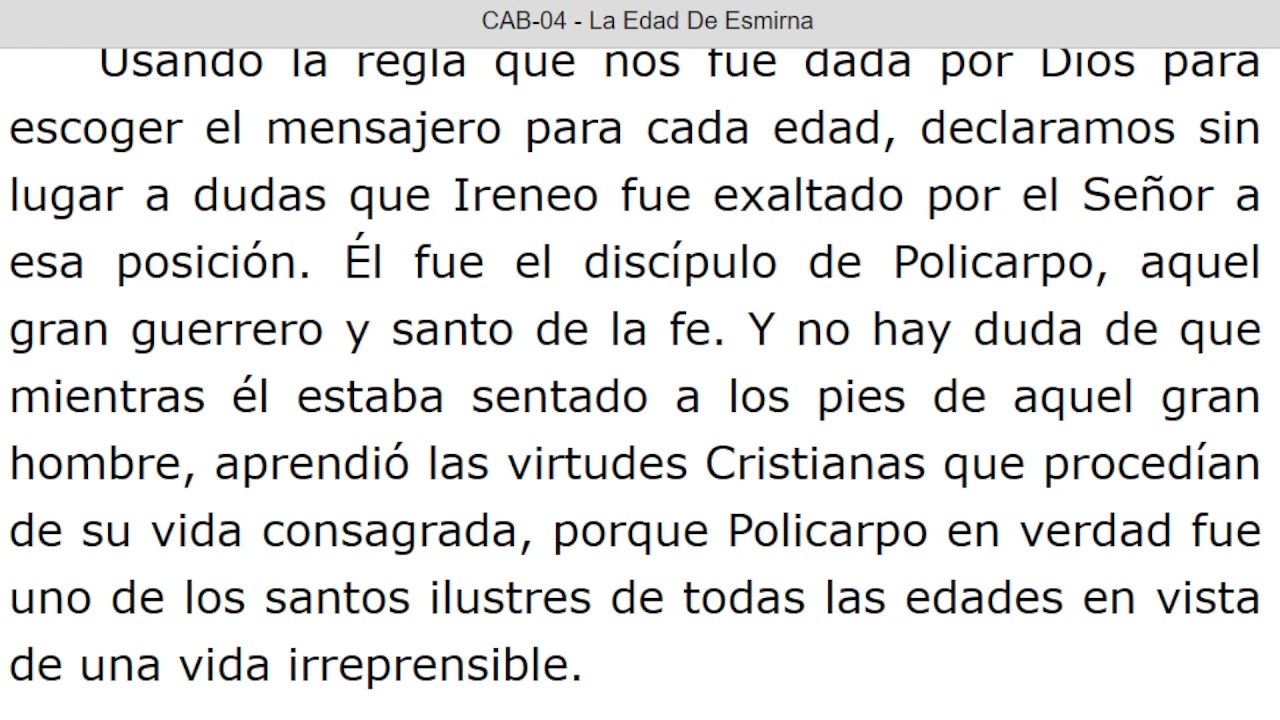 CAB-04 - La Edad De Esmirna
Usando la regla que nos fue dada por Dios para
escoger el mensajero para cada edad, declaramos sin
lugar a dudas que Ireneo fue exaltado por el Señor a
esa posición. Él fue el discípulo de Policarpo, aquel
gran guerrero y santo de la fe. Y no hay duda de que
mientras él estaba sentado a los pies de aquel gran
hombre, aprendió las virtudes Cristianas que procedían
de su vida consagrada, porque Policarpo en verdad fue
uno de los santos ilustres de todas las edades en vista
de una vida irreprensible.